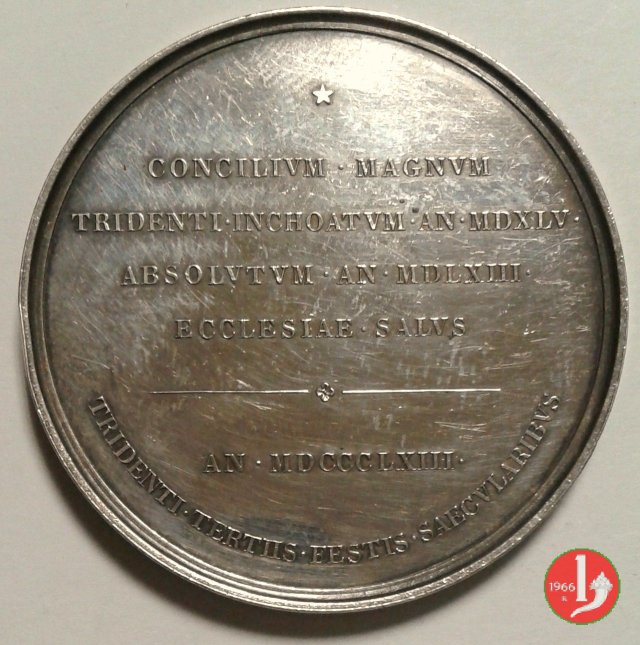 CONCILIVM · MAGNVM
TRIDENTI · INCHOATVM · AN · MDXLV ·
ABSOLVTVM · AN · MDLXIII ·
ECCLESIAE · SALVS
AN · MDCCCLXIII ·
TRIDENTI · TERTIIS · FESTIS · SAECVLARIBVS
1966
R